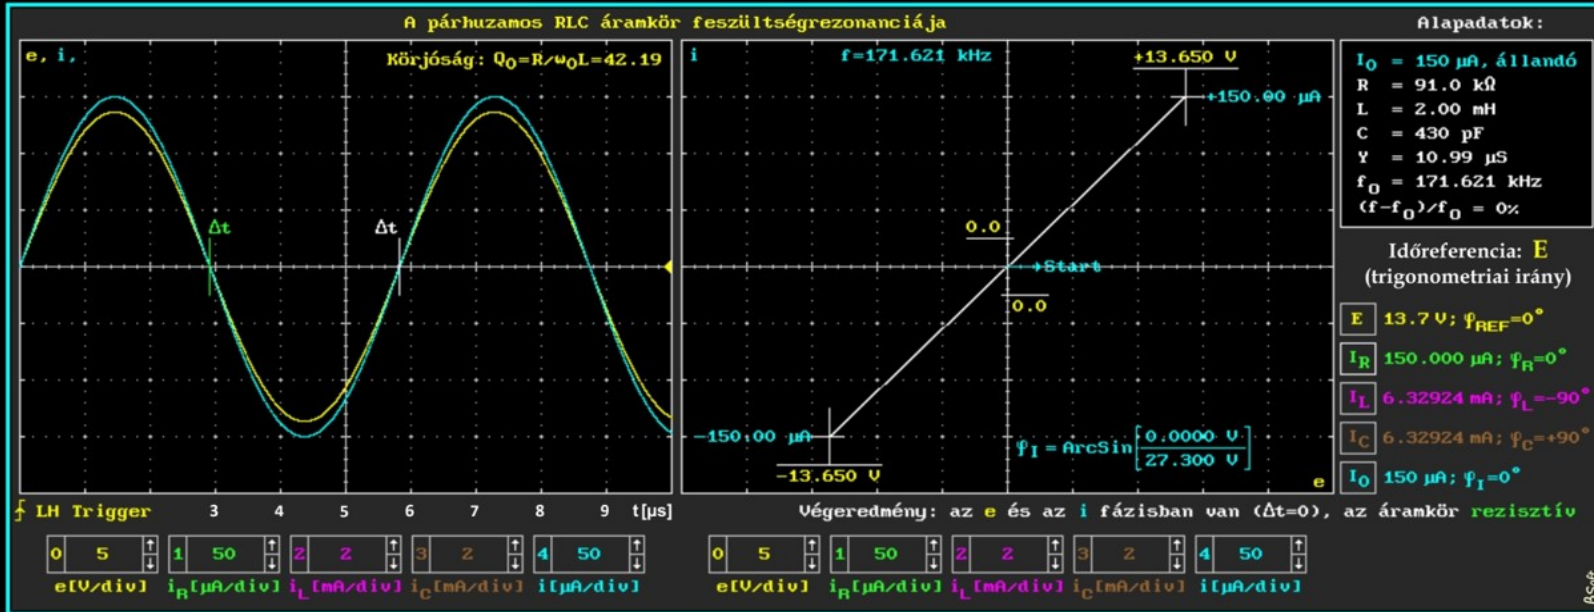 A párhuzamos RLC áramkör feszültségrezonanciája
e, i,
Körjóság: Q0=R/ω0L=42.19
Δt
Δt
LH Trigger
3 4 5 6 7 8 9 t[µs]
i
f=171.621 kHz
+13.650 V
+150.00 µA
0.0
Start
0.0
-150.00 µA
-13.650 V
φI=ArcSin[0.0000 V / 27.300 V]
e
Végeredmény: az e és az i fázisban van (Δt=0), az áramkör rezisztív
Alapadatok:
I0 = 150 µA, állandó
R = 91.0 kΩ
L = 2.00 mH
C = 430 pF
Y = 10.99 µS
f0 = 171.621 kHz
(f-f0)/f0 = 0%
Időreferencia: E
(trigonometriai irány)
E 13.7 V; φREF=0°
IR 150.000 µA; φR=0°
IL 6.32924 mA; φL=-90°
IC 6.32924 mA; φC=+90°
I0 150 µA; φI=0°
0 5 1 50 2 2 3 2 4 50
e[V/div] iR[µA/div] iL[mA/div] iC[mA/div] i[µA/div]
0 5 1 50 2 2 3 2 4 50
e[V/div] iR[µA/div] iL[mA/div] iC[mA/div] i[µA/div]